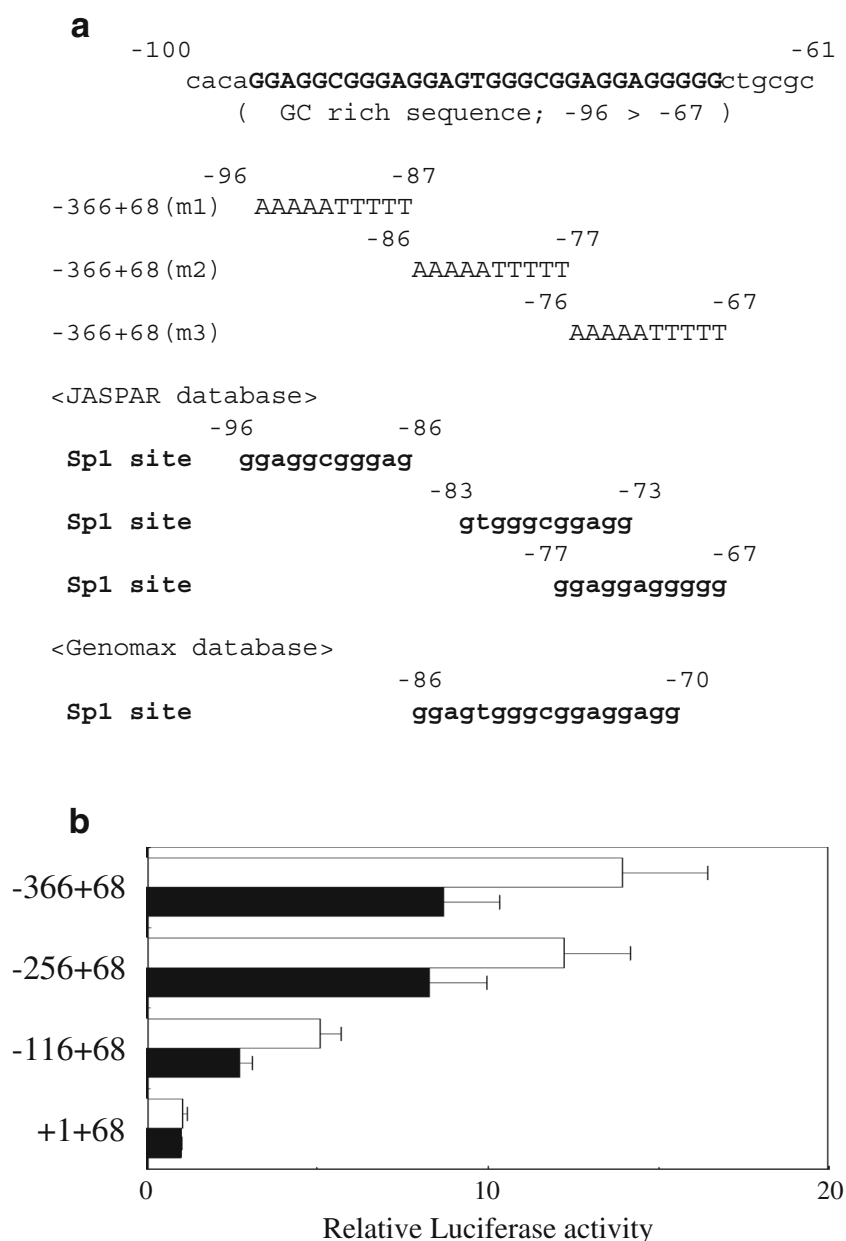 a
-100 -61
cacaGGAGGCGGGAGGAGTGGGCGGAGGAGGGGGctgcgc
( GC rich sequence; -96 > -67 )
-96 -87
-366+68(m1) AAAAATTTTT
-86 -77
-366+68(m2) AAAAATTTTT
-76 -67
-366+68(m3) AAAAATTTTT
<JASPAR database>
-96 -86
Sp1 site ggaggcgggag
-83 -73
Sp1 site gtgggcggagg
-77 -67
Sp1 site ggaggaggggg
<Genomax database>
-86 -70
Sp1 site ggagtgggcggaggagg
b
-366+68
-256+68
-116+68
+1+68
0 10 20
Relative Luciferase activity